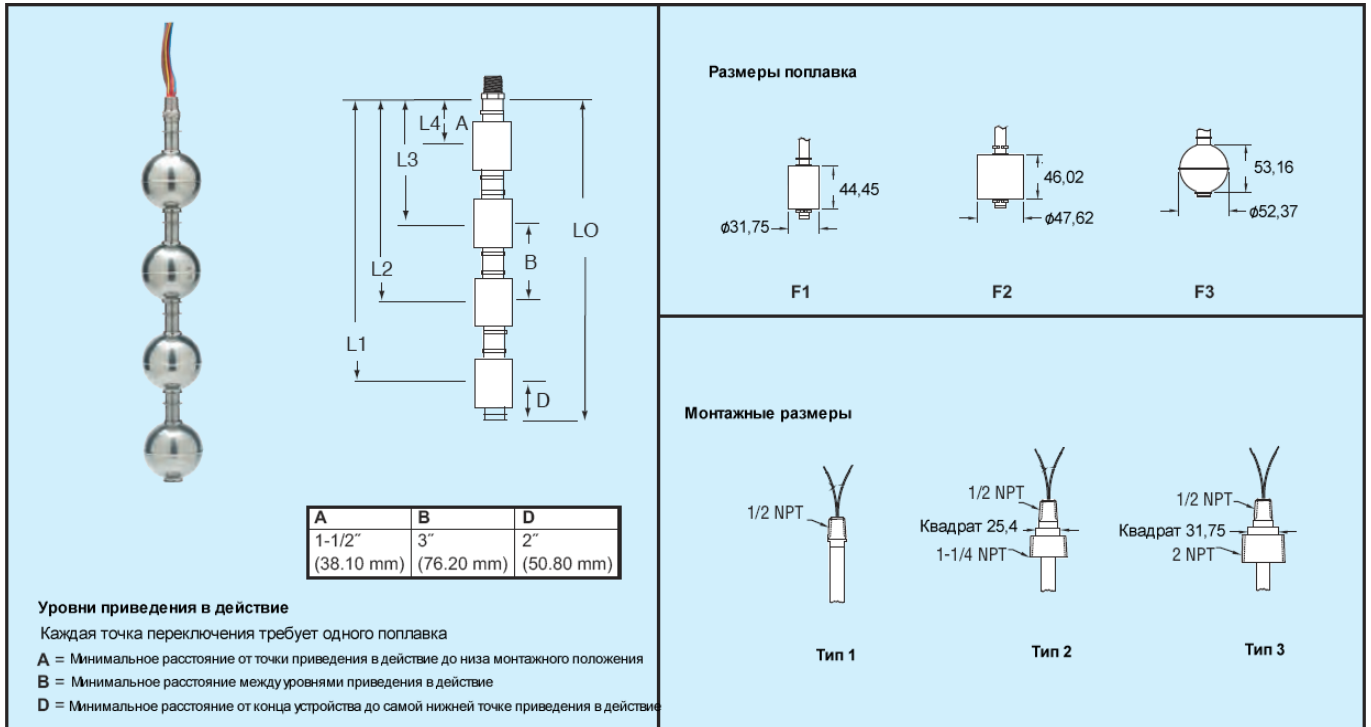 L4 A
L3
L2
L1
B
D
LO
A B D
1-1/2″ 3″ 2″
(38.10 mm) (76.20 mm) (50.80 mm)
Уровни приведения в действие
Каждая точка переключения требует одного поплавка
A = Минимальное расстояние от точки приведения в действие до низа монтажного положения
B = Минимальное расстояние между уровнями приведения в действие
D = Минимальное расстояние от конца устройства до самой нижней точке приведения в действие
Размеры поплавка
44,45
ϕ31,75
F1
46,02
ϕ47,62
F2
53,16
ϕ52,37
F3
Монтажные размеры
1/2 NPT
Тип 1
1/2 NPT
Квадрат 25,4
1-1/4 NPT
Тип 2
1/2 NPT
Квадрат 31,75
2 NPT
Тип 3